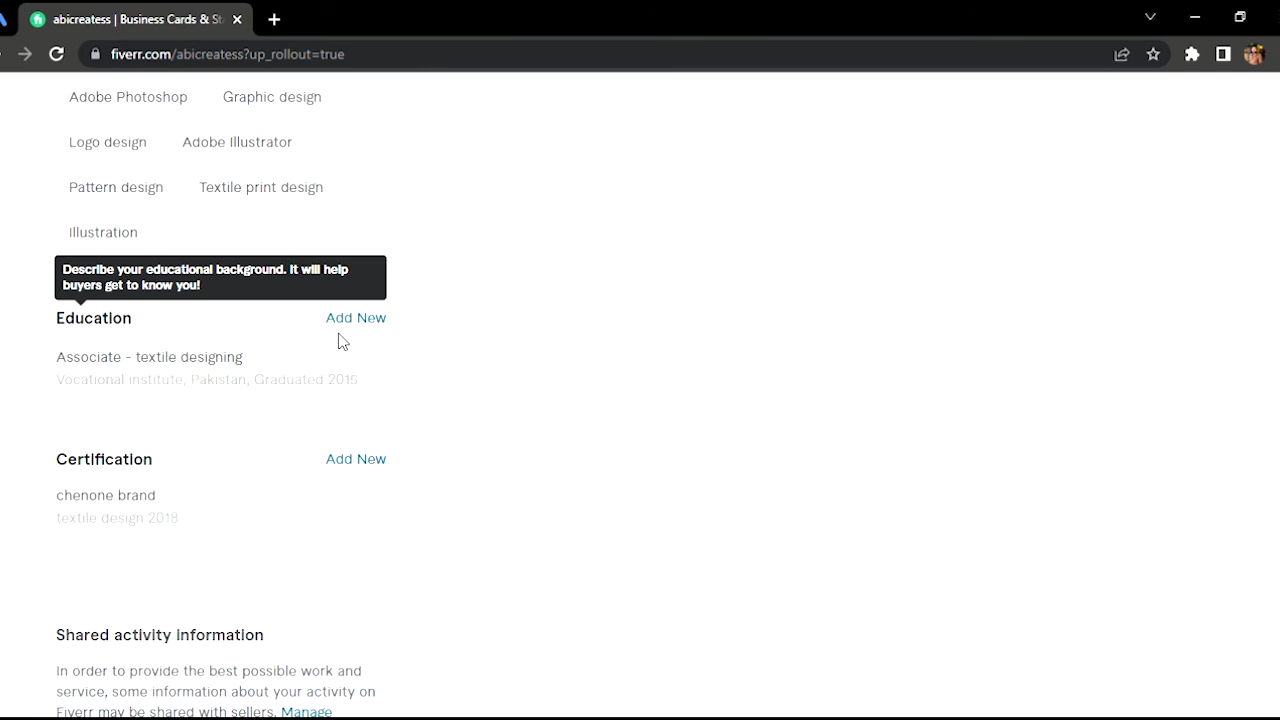 abicreatess | Business Cards & St
fiverr.com/abicreatess?up_rollout=true
Adobe Photoshop Graphic design
Logo design Adobe Illustrator
Pattern design Textile print design
Illustration
Describe your educational background. It will help
buyers get to know you!
Education Add New
Associate - textile designing
Vocational institute, Pakistan, Graduated 2015
Certification Add New
chenone brand
textile design 2018
Shared activity information
In order to provide the best possible work and
service, some information about your activity on
Fiverr may be shared with sellers. Manage